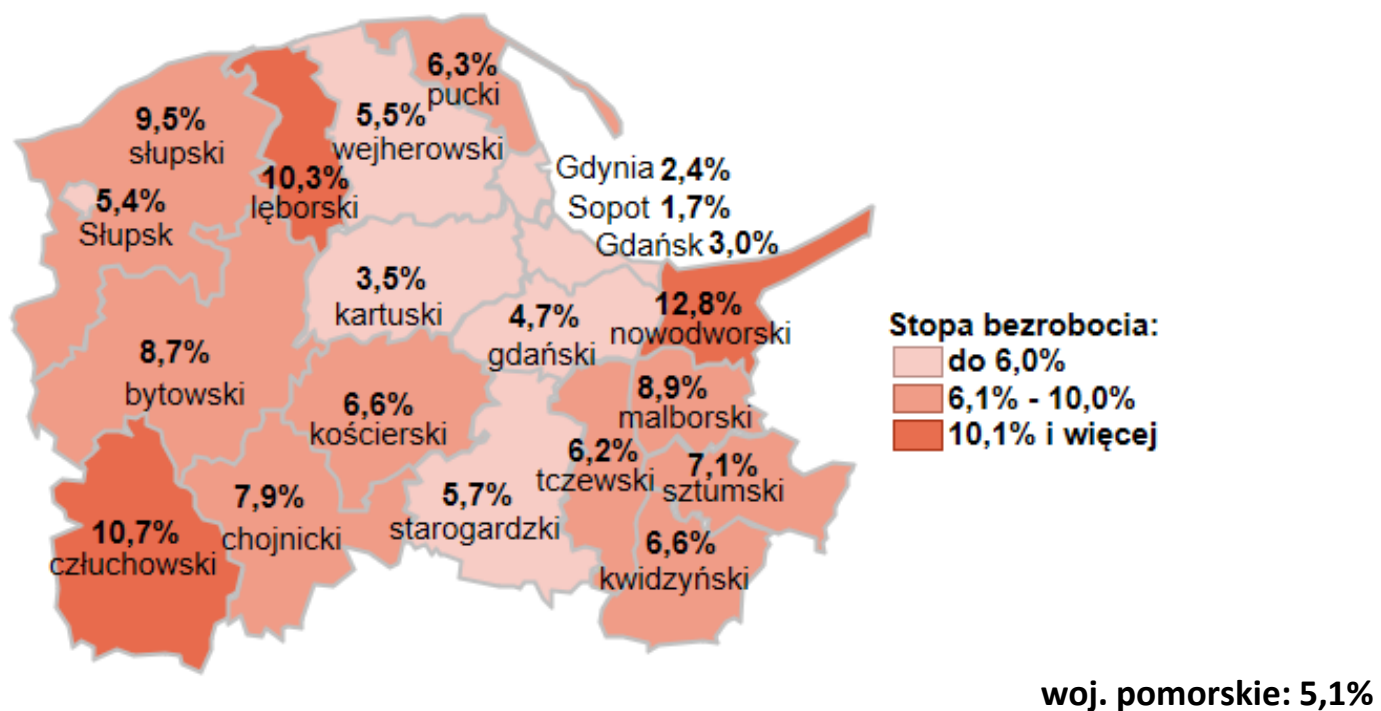 6,3%
pucki
5,5%
wejherowski
9,5%
słupski
10,3%
lęborski
5,4%
Słupsk
Gdynia 2,4%
Sopot 1,7%
Gdańsk 3,0%
3,5%
kartuski
4,7%
gdański
12,8%
nowodworski
8,7%
bytowski
6,6%
kościerski
8,9%
malborski
6,2%
tczewski
7,1%
sztumski
7,9%
chojnicki
5,7%
starogardzki
10,7%
człuchowski
6,6%
kwidzyński
Stopa bezrobocia:
do 6,0%
6,1% - 10,0%
10,1% i więcej
woj. pomorskie: 5,1%